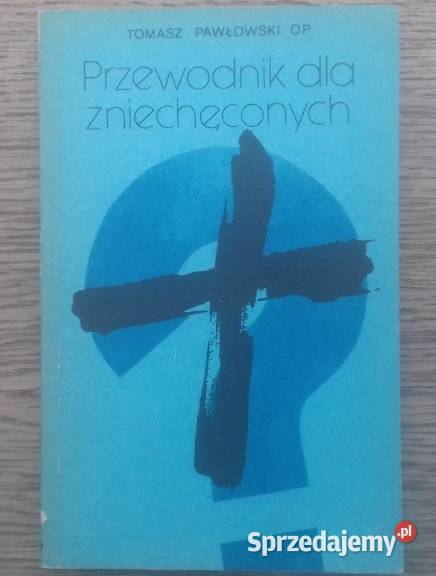 TOMASZ PAWŁOWSKI OP
Przewodnik dla
zniechęconych
Sprzedajemy.pl